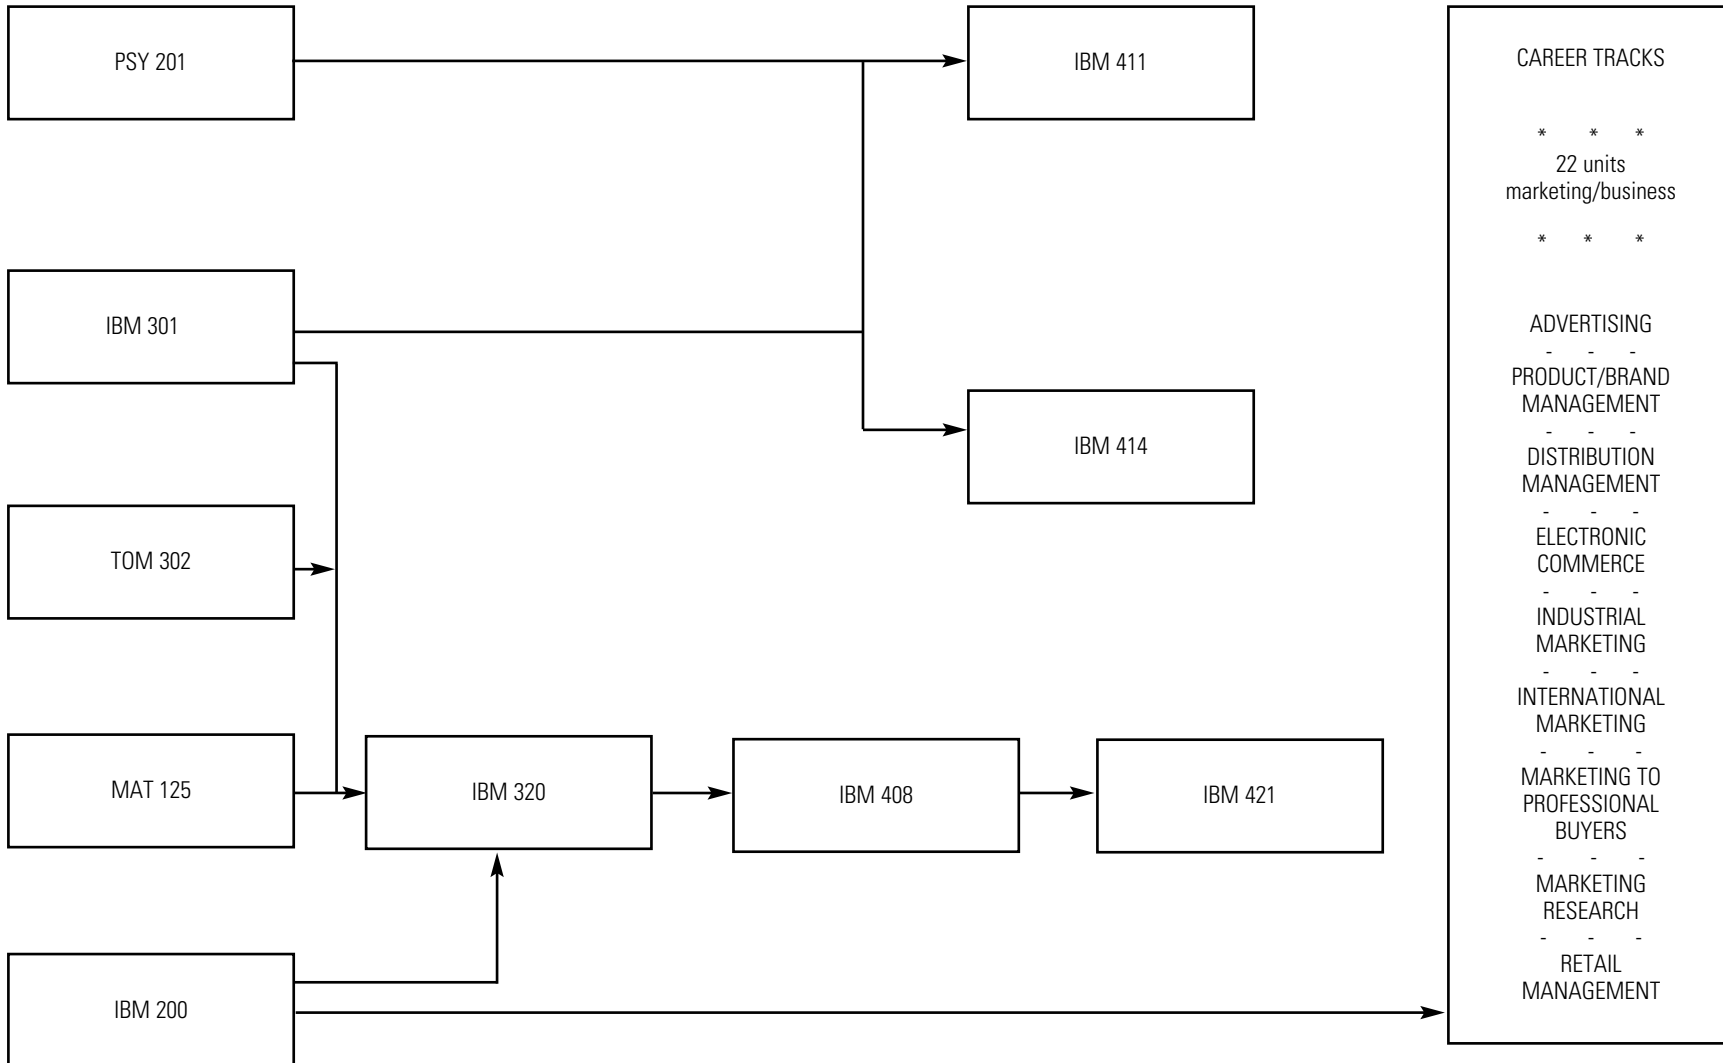 PSY 201
IBM 411
IBM 301
IBM 414
TOM 302
MAT 125
IBM 320
IBM 408
IBM 421
IBM 200
CAREER TRACKS
* * *
22 units
marketing/business
* * *
ADVERTISING
- - -
PRODUCT/BRAND
MANAGEMENT
- - -
DISTRIBUTION
MANAGEMENT
- - -
ELECTRONIC
COMMERCE
- - -
INDUSTRIAL
MARKETING
- - -
INTERNATIONAL
MARKETING
- - -
MARKETING TO
PROFESSIONAL
BUYERS
- - -
MARKETING
RESEARCH
- - -
RETAIL
MANAGEMENT